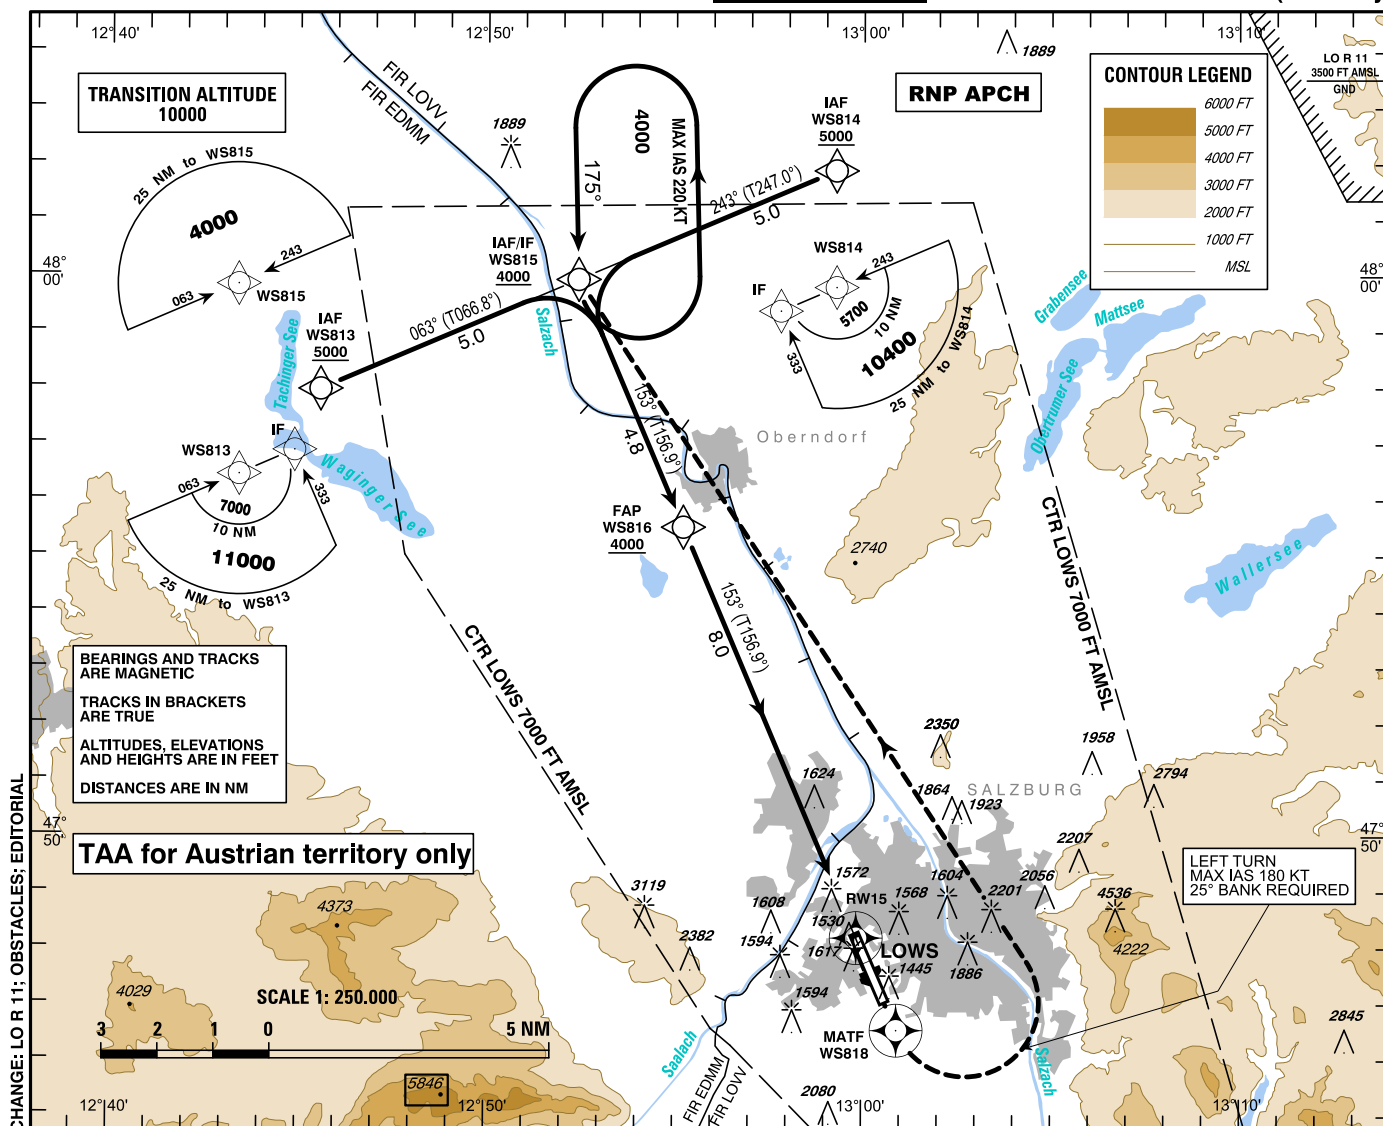 12°40'
12°50'
13°00'
13°10'
1889
LO R 11
3500 FT AMSL
GND
TRANSITION ALTITUDE
10000
FIR LOVV
FIR EDMM
1889
4000
MAX IAS 220 KT
175°
RNP APCH
IAF
WS814
5000
CONTOUR LEGEND
6000 FT
5000 FT
4000 FT
3000 FT
2000 FT
1000 FT
MSL
25 NM to WS815
4000
243
063
WS815
243° (T247.0°)
5.0
IAF/IF
WS815
4000
48°
00'
48°
00'
WS814
IF
243
5700
10 NM
333
10400
25 NM to WS814
Grabensee
Mattsee
Obertrumer See
063° (T066.8°)
5.0
Salzach
IAF
WS813
5000
Tachinger See
IF
WS813
Waginger See
063
333
7000
10 NM
11000
25 NM to WS813
153° (T156.9°)
4.8
Oberndorf
FAP
WS816
4000
2740
CTR LOWS 7000 FT AMSL
Wallersee
153° (T156.9°)
8.0
CTR LOWS 7000 FT AMSL
BEARINGS AND TRACKS
ARE MAGNETIC
TRACKS IN BRACKETS
ARE TRUE
ALTITUDES, ELEVATIONS
AND HEIGHTS ARE IN FEET
DISTANCES ARE IN NM
2350
1958
2794
1624
1864
SALZBURG
1923
47°
50'
47°
50'
2207
TAA for Austrian territory only
LEFT TURN
MAX IAS 180 KT
25° BANK REQUIRED
1572
1604
2056
3119
1608
RW15
1568
2201
4536
4373
1530
2382
1594
1617
LOWS
1445
1886
4222
4029
SCALE 1: 250.000
1594
3
2
1
0
5 NM
MATF
WS818
2845
Saalach
Salzach
FIR EDMM
FIR LOVV
5846
2080
12°40'
12°50'
13°00'
13°10'
CHANGE: LO R 11; OBSTACLES; EDITORIAL